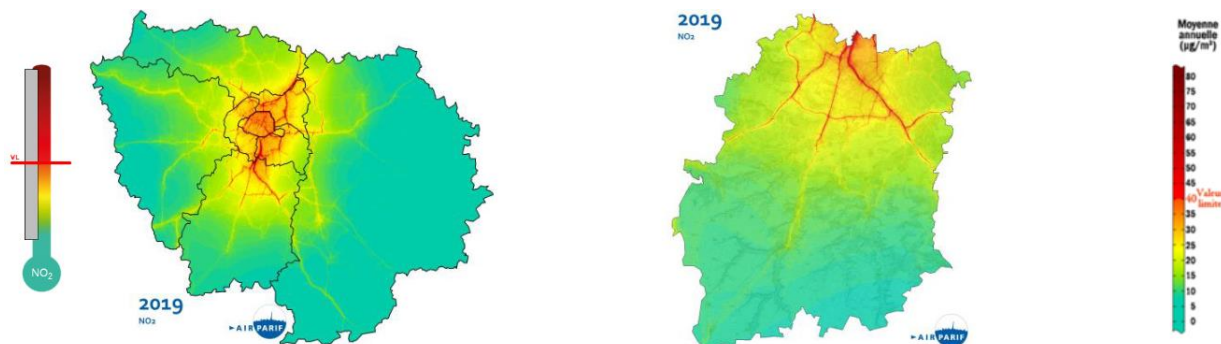 VL
NO₂
2019
NO₂
AIRPARIF
2019
NO₂
AIRPARIF
Moyenne
annuelle
(µg/m³)
80
75
70
65
60
55
50
45
40 Valeur
limite
35
30
25
20
15
10
5
0